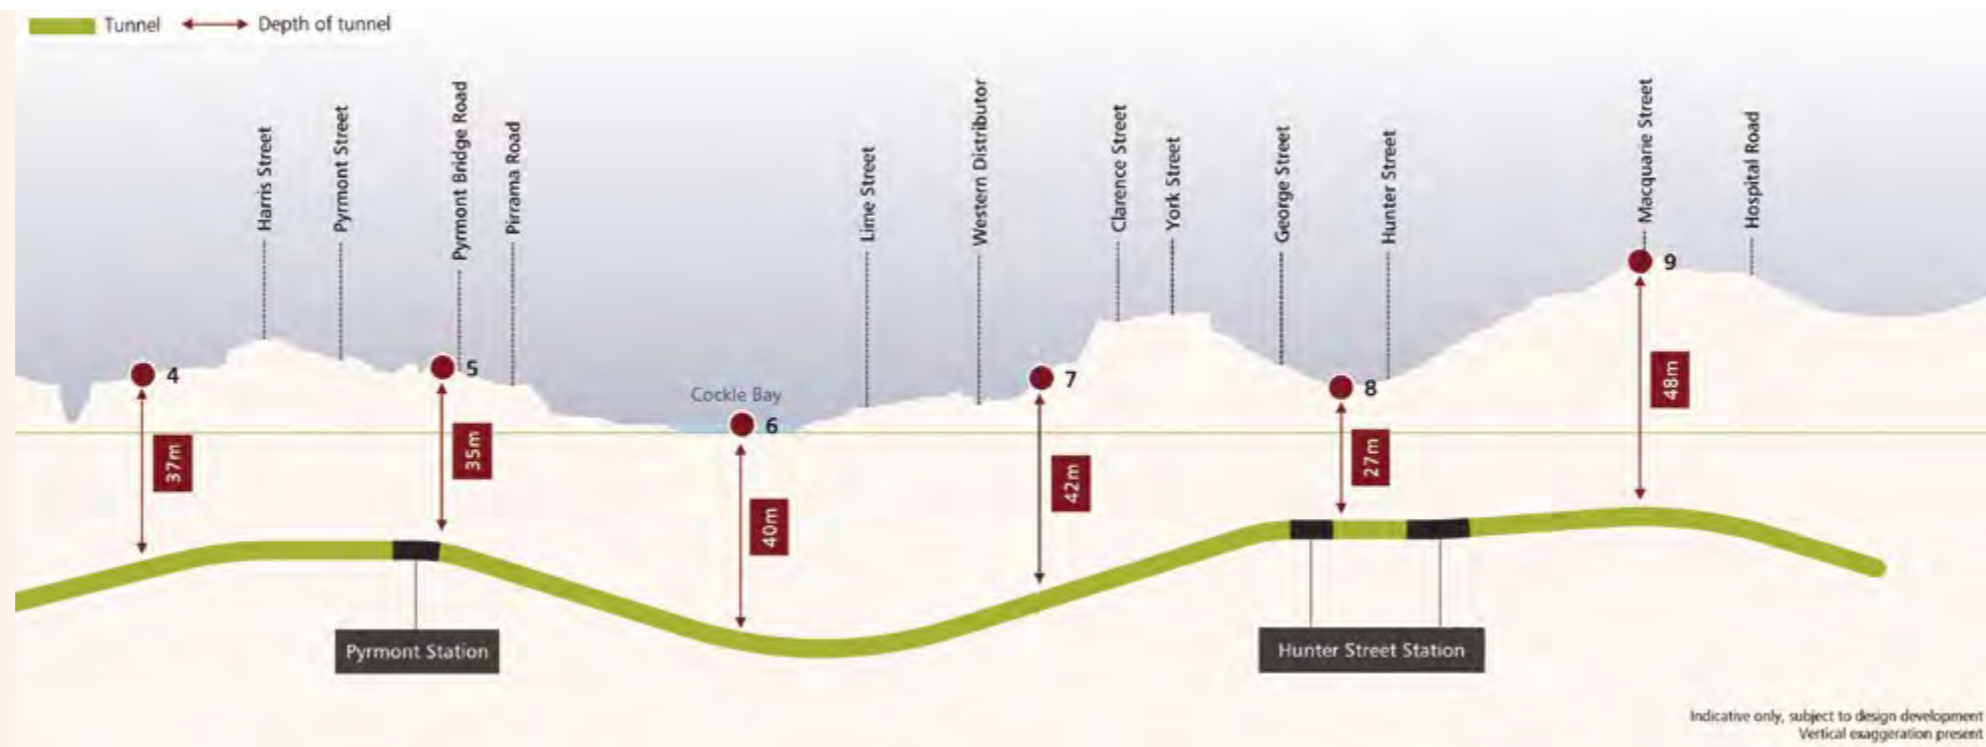 Tunnel
Depth of tunnel
Harris Street
Pyrmont Street
Pyrmont Bridge Road
Pirrama Road
Lime Street
Western Distributor
Clarence Street
York Street
George Street
Hunter Street
Macquarie Street
Hospital Road
4
5
Cockle Bay
6
7
8
9
37m
35m
40m
42m
27m
48m
Pyrmont Station
Hunter Street Station
Indicative only, subject to design development
Vertical exaggeration present